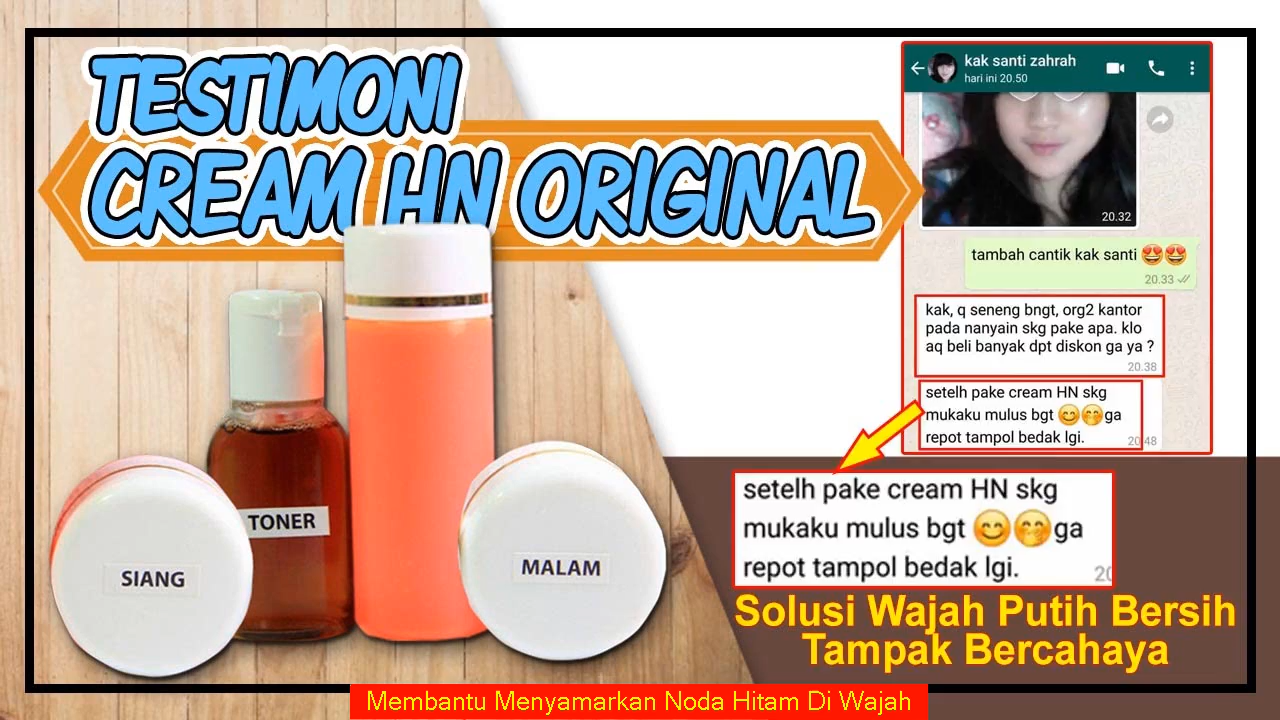 TESTIMONI
CREAM HN ORIGINAL
TONER
SIANG
MALAM
kak santi zahrah
hari ini 20.50
20.32
tambah cantik kak santi 🤩🤩
20.33
kak, q seneng bngt, org2 kantor
pada nanyain skg pake apa. klo
aq beli banyak dpt diskon ga ya ?
20.38
setelh pake cream HN skg
mukaku mulus bgt 😊🤭ga
repot tampol bedak lgi.
20.48
setelh pake cream HN skg
mukaku mulus bgt 😊🤭ga
repot tampol bedak lgi.
20
Solusi Wajah Putih Bersih
Tampak Bercahaya
Membantu Menyamarkan Noda Hitam Di Wajah